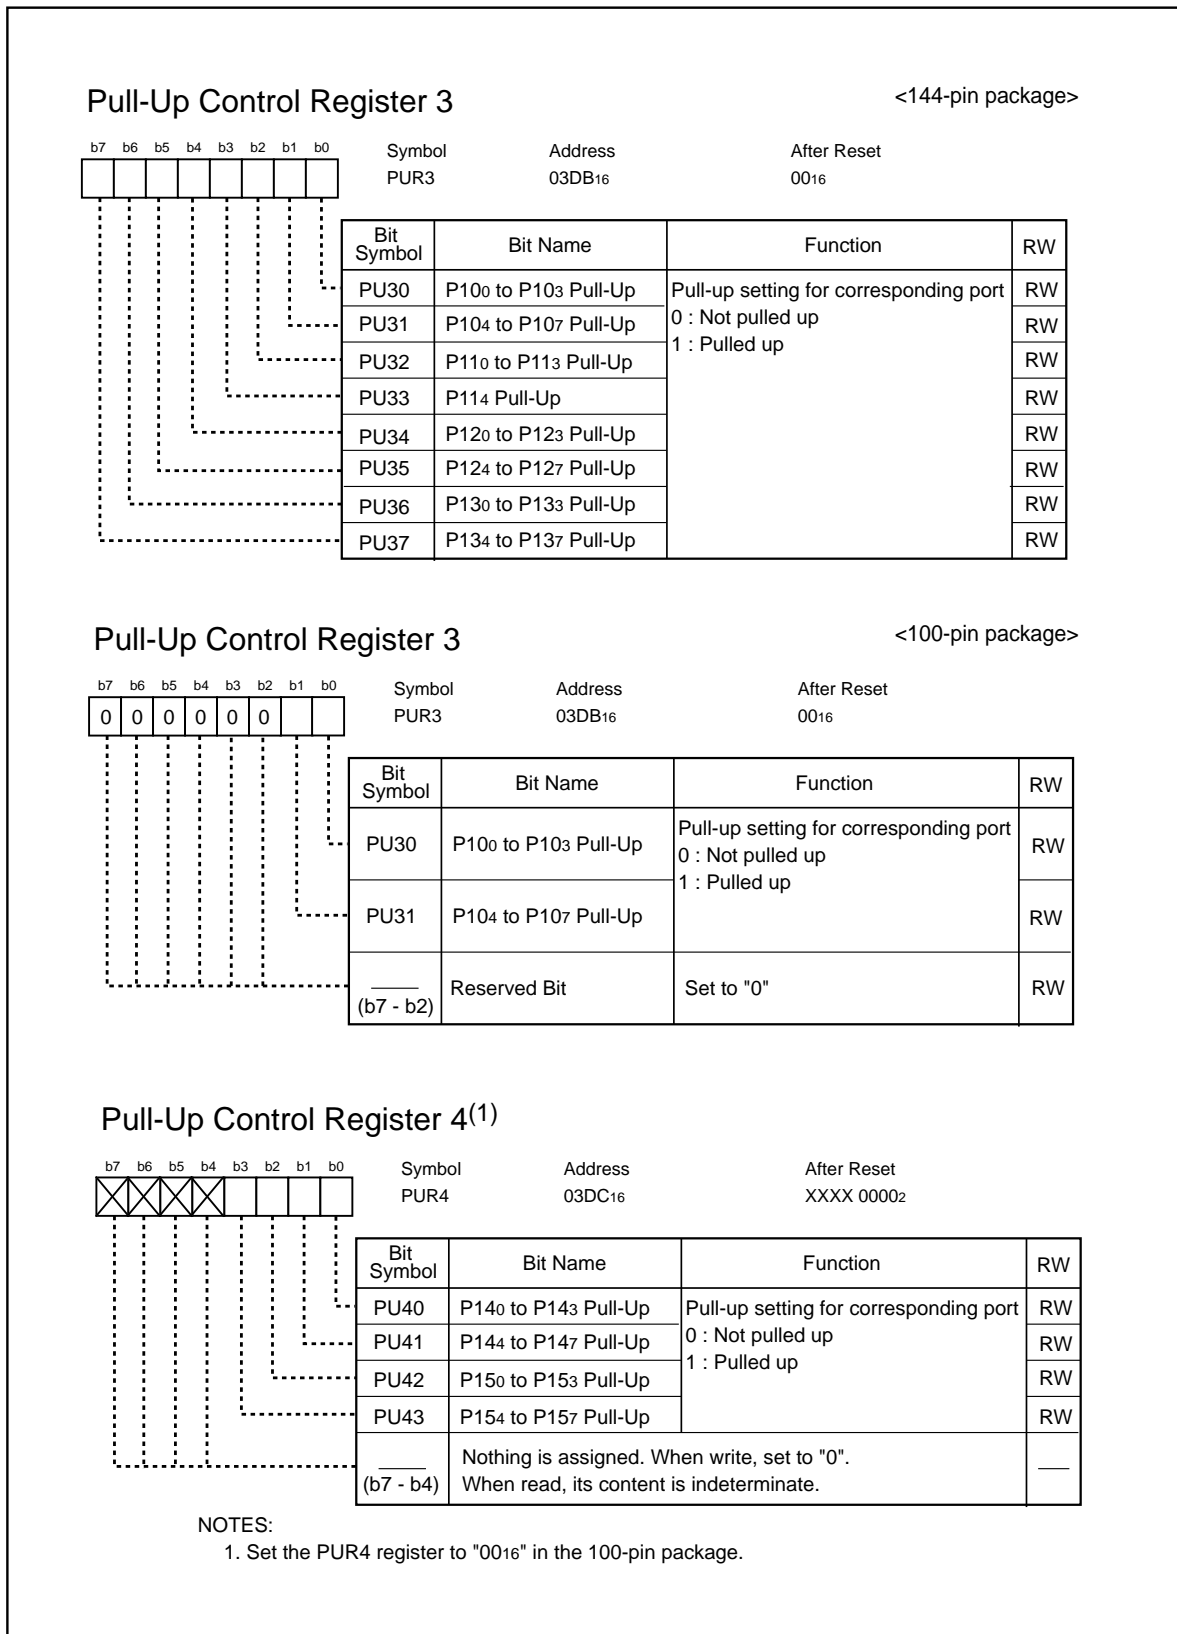 Pull-Up Control Register 3 <144-pin package>
b7 b6 b5 b4 b3 b2 b1 b0 Symbol Address After Reset
PUR3 03DB16 0016
Bit Symbol Bit Name Function RW
PU30 P100 to P103 Pull-Up Pull-up setting for corresponding port RW
0 : Not pulled up
PU31 P104 to P107 Pull-Up RW
1 : Pulled up
PU32 P110 to P113 Pull-Up RW
PU33 P114 Pull-Up RW
PU34 P120 to P123 Pull-Up RW
PU35 P124 to P127 Pull-Up RW
PU36 P130 to P133 Pull-Up RW
PU37 P134 to P137 Pull-Up RW
Pull-Up Control Register 3 <100-pin package>
b7 b6 b5 b4 b3 b2 b1 b0 Symbol Address After Reset
0 0 0 0 0 0 PUR3 03DB16 0016
Bit Symbol Bit Name Function RW
Pull-up setting for corresponding port
PU30 P100 to P103 Pull-Up 0 : Not pulled up RW
1 : Pulled up
PU31 P104 to P107 Pull-Up RW
(b7 - b2) Reserved Bit Set to "0" RW
Pull-Up Control Register 4(1)
b7 b6 b5 b4 b3 b2 b1 b0 Symbol Address After Reset
PUR4 03DC16 XXXX 00002
Bit Symbol Bit Name Function RW
PU40 P140 to P143 Pull-Up Pull-up setting for corresponding port RW
PU41 P144 to P147 Pull-Up 0 : Not pulled up RW
1 : Pulled up
PU42 P150 to P153 Pull-Up RW
PU43 P154 to P157 Pull-Up RW
Nothing is assigned. When write, set to "0".
(b7 - b4) When read, its content is indeterminate.
NOTES:
1. Set the PUR4 register to "0016" in the 100-pin package.